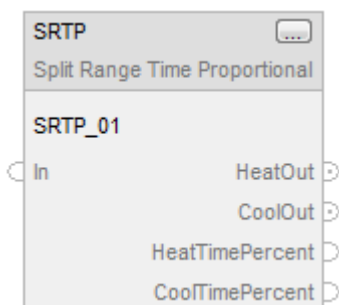 SRTP ...
Split Range Time Proportional
SRTP_01
In HeatOut
CoolOut
HeatTimePercent
CoolTimePercent